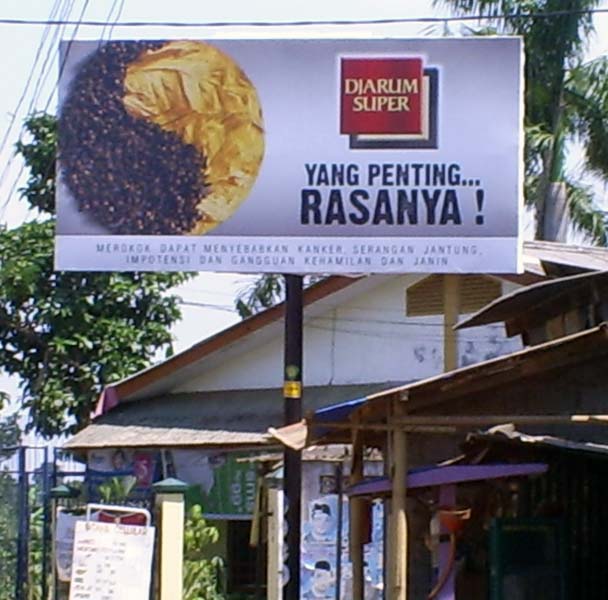 DJARUM
SUPER
YANG PENTING...
RASANYA !
MEROKOK DAPAT MENYEBABKAN KANKER, SERANGAN JANTUNG,
IMPOTENSI DAN GANGGUAN KEHAMILAN DAN JANIN